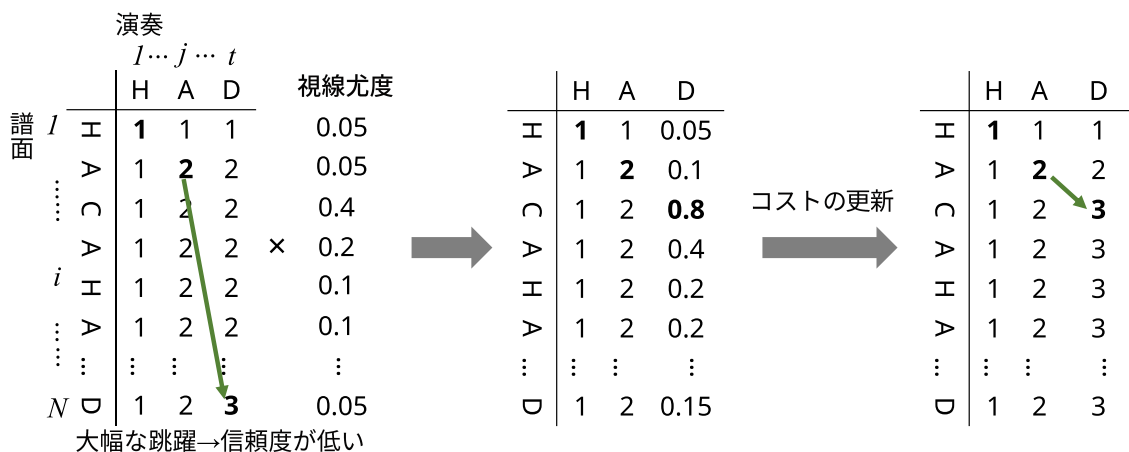 演奏
1 … j … t
H A D 視線尤度
譜面
1 H 1 1 1 0.05
A 1 2 2 0.05
…… C 1 2 2 0.4
A 1 2 2 × 0.2
i H 1 2 2 0.1
A 1 2 2 0.1
…… … … … … …
N D 1 2 3 0.05
大幅な跳躍→信頼度が低い
H A D
H 1 1 0.05
A 1 2 0.1
C 1 2 0.8
A 1 2 0.4
H 1 2 0.2
A 1 2 0.2
… … … …
D 1 2 0.15
コストの更新
H A D
H 1 1 1
A 1 2 2
C 1 2 3
A 1 2 3
H 1 2 3
A 1 2 3
… … … …
D 1 2 3